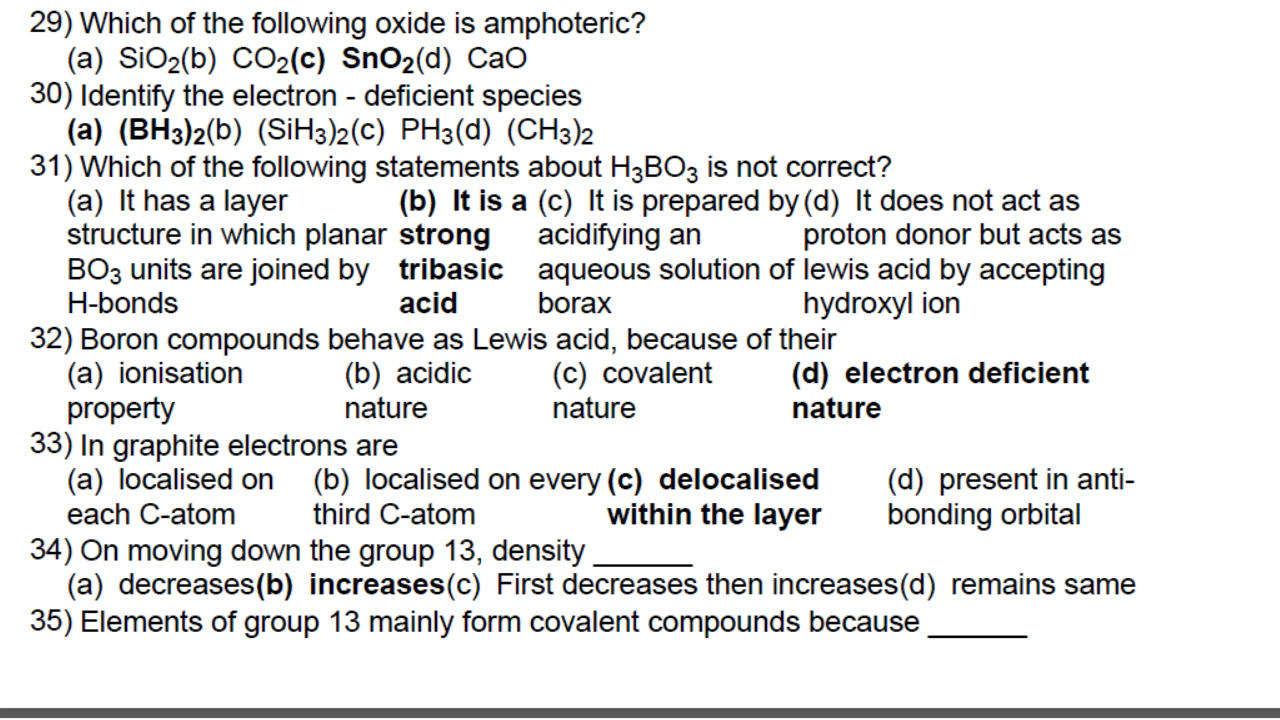 29) Which of the following oxide is amphoteric?
(a) SiO₂(b) CO₂(c) SnO₂(d) CaO
30) Identify the electron - deficient species
(a) (BH₃)₂(b) (SiH₃)₂(c) PH₃(d) (CH₃)₂
31) Which of the following statements about H₃BO₃ is not correct?
(a) It has a layer (b) It is a (c) It is prepared by (d) It does not act as
structure in which planar strong acidifying an proton donor but acts as
BO₃ units are joined by tribasic aqueous solution of lewis acid by accepting
H-bonds acid borax hydroxyl ion
32) Boron compounds behave as Lewis acid, because of their
(a) ionisation (b) acidic (c) covalent (d) electron deficient
property nature nature nature
33) In graphite electrons are
(a) localised on (b) localised on every (c) delocalised (d) present in anti-
each C-atom third C-atom within the layer bonding orbital
34) On moving down the group 13, density ______
(a) decreases(b) increases(c) First decreases then increases(d) remains same
35) Elements of group 13 mainly form covalent compounds because ______